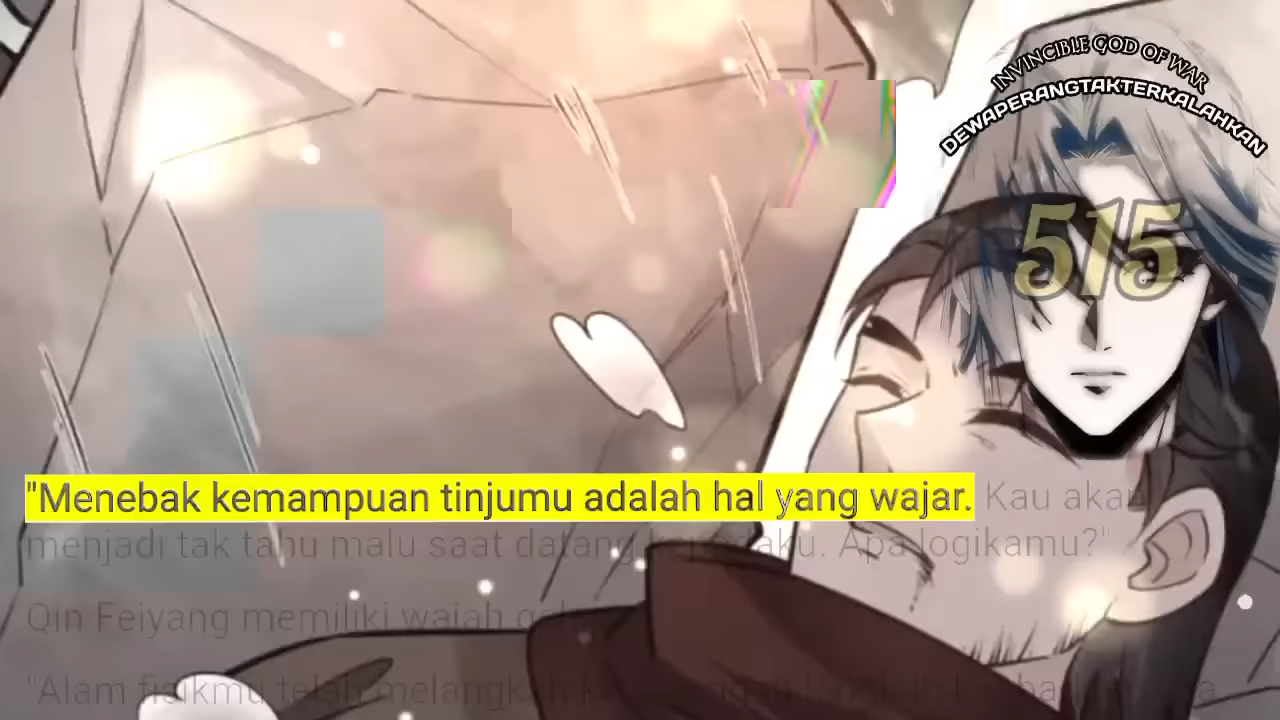 INVINCIBLE GOD OF WAR
DEWAPERANGTAKTERKALAHKAN
515
"Menebak kemampuan tinjumu adalah hal yang wajar. Kau akan
menjadi tak tahu malu saat datang kepadaku. Apa logikamu?"
Qin Feiyang memiliki wajah
"Alam fisikmu telah